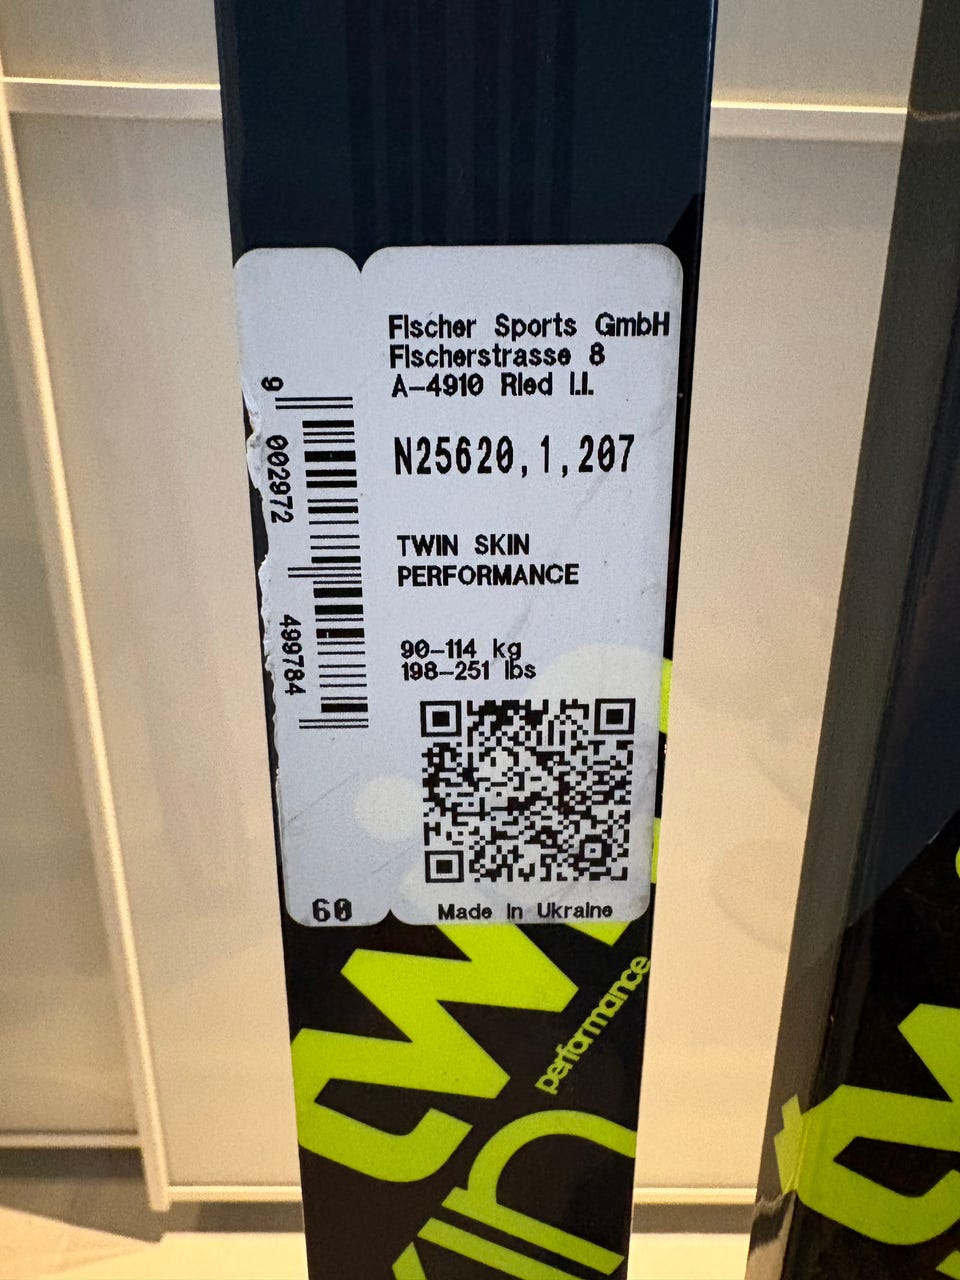 Fischer Sports GmbH
Fischerstrasse 8
A-4910 Ried I.I.
N25620,1,207
TWIN SKIN
PERFORMANCE
90-114 kg
198-251 lbs
Made in Ukraine
9 002972 499784
60
performance